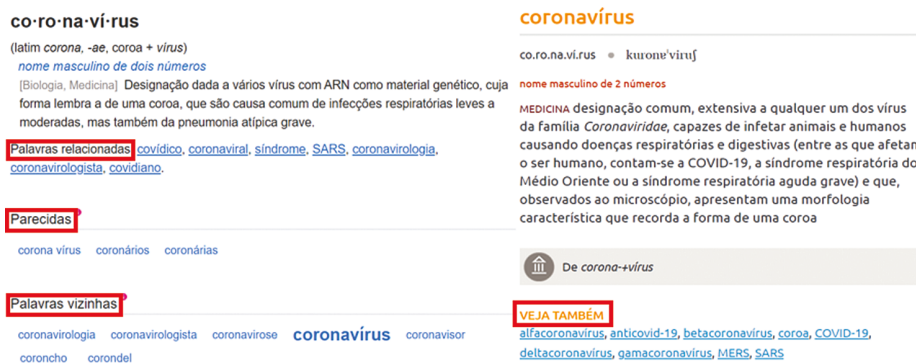 co·ro·na·ví·rus
(latim corona, -ae, coroa + vírus)
nome masculino de dois números
[Biologia, Medicina] Designação dada a vários vírus com ARN como material genético, cuja
forma lembra a de uma coroa, que são causa comum de infecções respiratórias leves a
moderadas, mas também da pneumonia atípica grave.
Palavras relacionadas: covídico, coronaviral, síndrome, SARS, coronavirologia,
coronavirologista, covidiano.
Parecidas
corona vírus coronários coronárias
Palavras vizinhas
coronavirologia coronavirologista coronavirose coronavírus coronavisor
coroncho corondel
coronavírus
co.ro.na.ví.rus kuronɐˈviruʃ
nome masculino de 2 números
MEDICINA designação comum, extensiva a qualquer um dos vírus
da família Coronaviridae, capazes de infetar animais e humanos
causando doenças respiratórias e digestivas (entre as que afetam
o ser humano, contam-se a COVID-19, a síndrome respiratória do
Médio Oriente ou a síndrome respiratória aguda grave) e que,
observados ao microscópio, apresentam uma morfologia
característica que recorda a forma de uma coroa
De corona-+vírus
VEJA TAMBÉM
alfacoronavírus, anticovid-19, betacoronavírus, coroa, COVID-19,
deltacoronavírus, gamacoronavírus, MERS, SARS